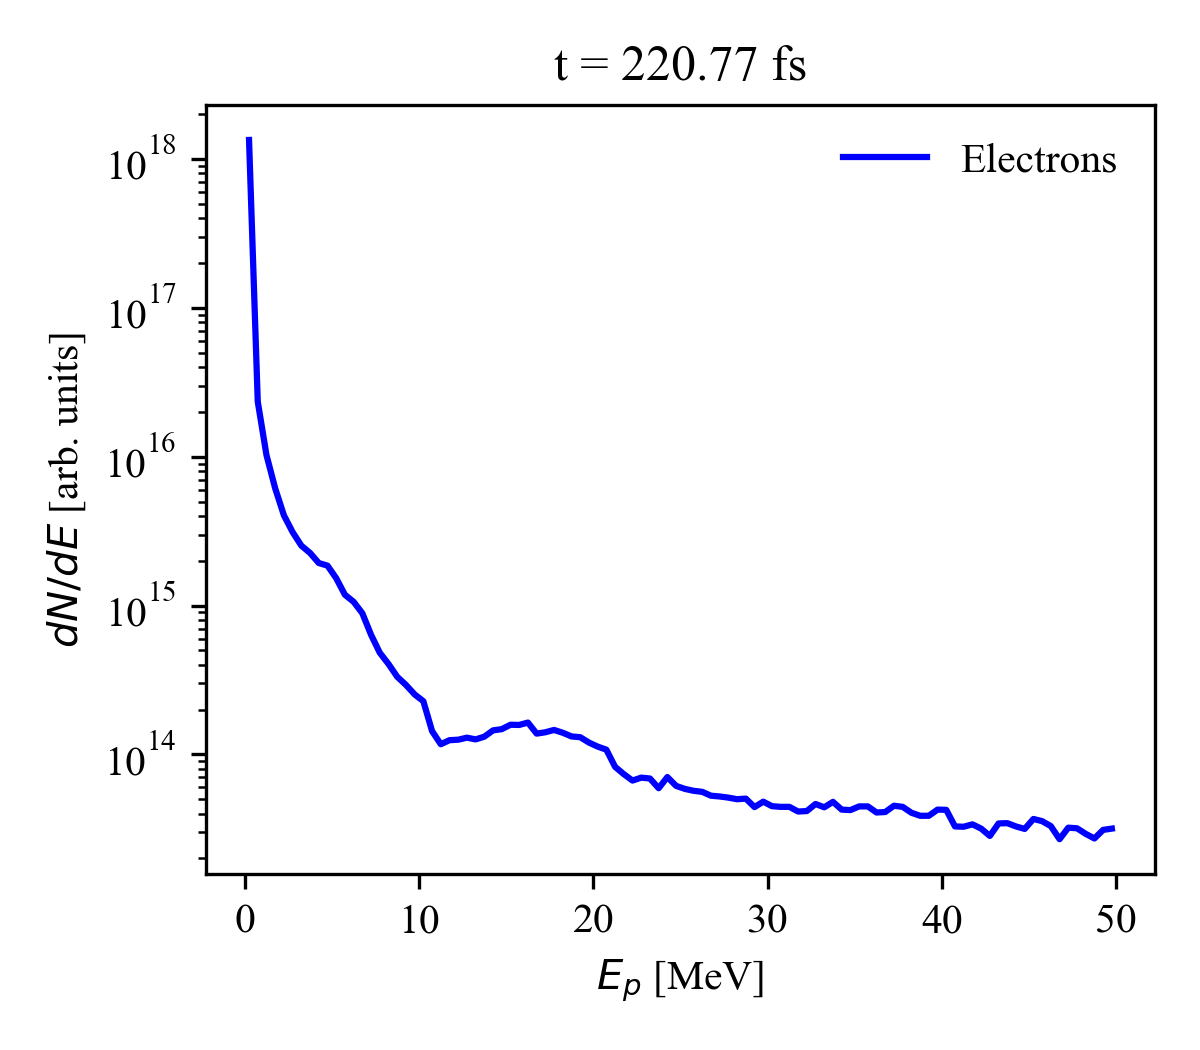 t = 220.77 fs
Electrons
10^18
10^17
10^16
10^15
10^14
dN/dE [arb. units]
0 10 20 30 40 50
E_p [MeV]